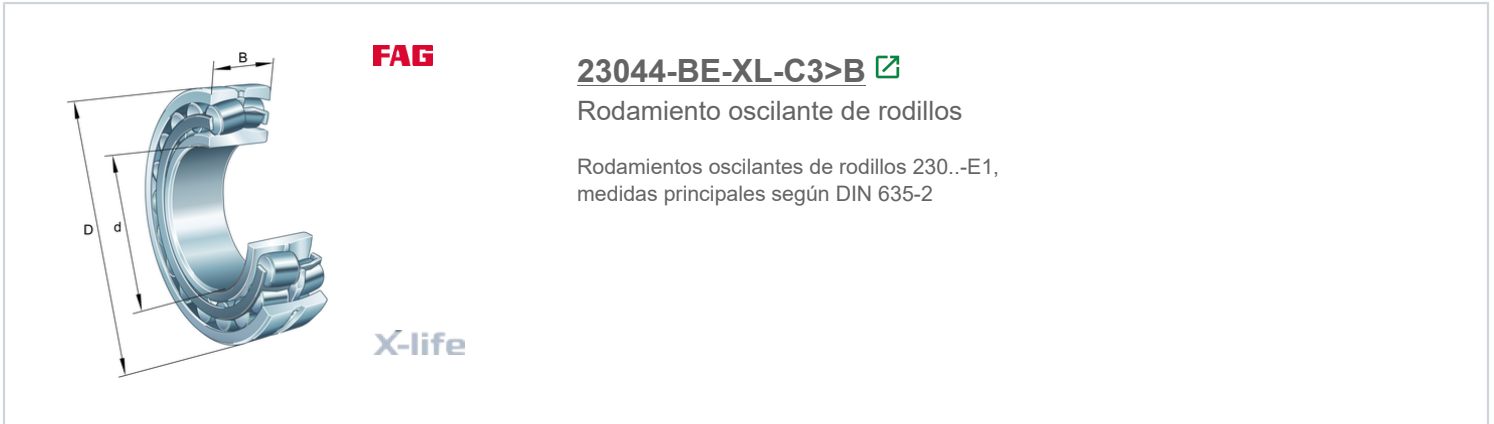 B
FAG
D
d
X-life
23044-BE-XL-C3>B
Rodamiento oscilante de rodillos
Rodamientos oscilantes de rodillos 230..-E1,
medidas principales según DIN 635-2